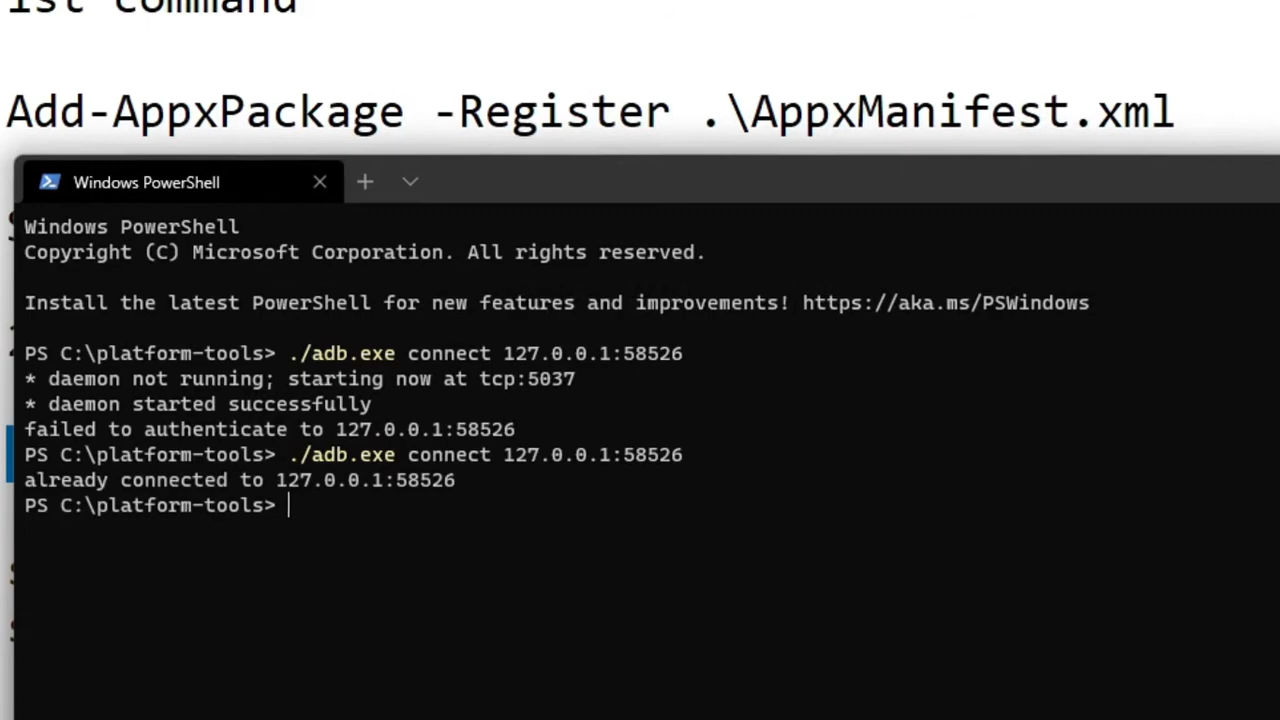 1st command
Add-AppxPackage -Register .\AppxManifest.xml
Windows PowerShell
Windows PowerShell
Copyright (C) Microsoft Corporation. All rights reserved.
Install the latest PowerShell for new features and improvements! https://aka.ms/PSWindows
PS C:\platform-tools> ./adb.exe connect 127.0.0.1:58526
* daemon not running; starting now at tcp:5037
* daemon started successfully
failed to authenticate to 127.0.0.1:58526
PS C:\platform-tools> ./adb.exe connect 127.0.0.1:58526
already connected to 127.0.0.1:58526
PS C:\platform-tools>